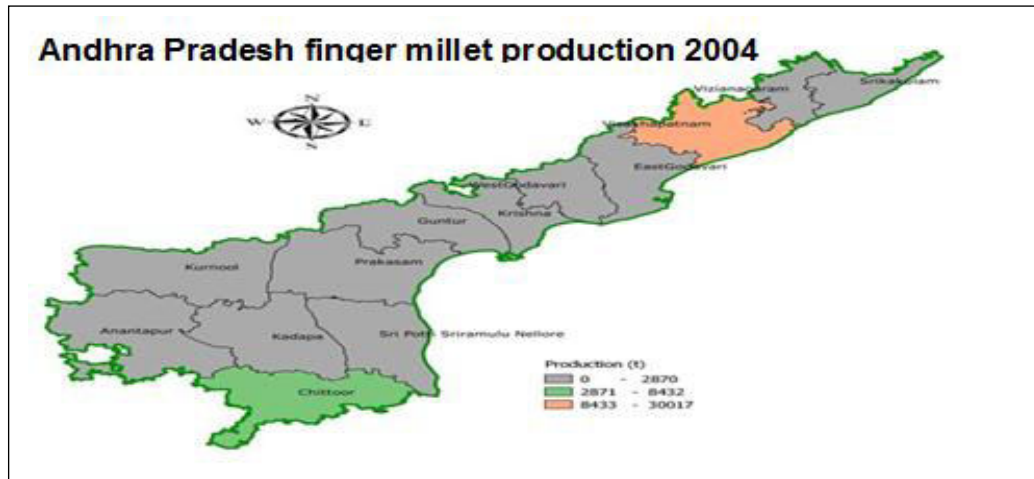 Andhra Pradesh finger millet production 2004
N
W E
S
Vizianagaram
Srikakolam
Visakhapatnam
EastGodavari
WestGodavari
Krishna
Guntur
Prakasam
Kurnool
Anantapur
Kadapa
Sri Potti Sriramulu Nellore
Chittoor
Production (t)
0 - 2870
2871 - 8432
8433 - 30017